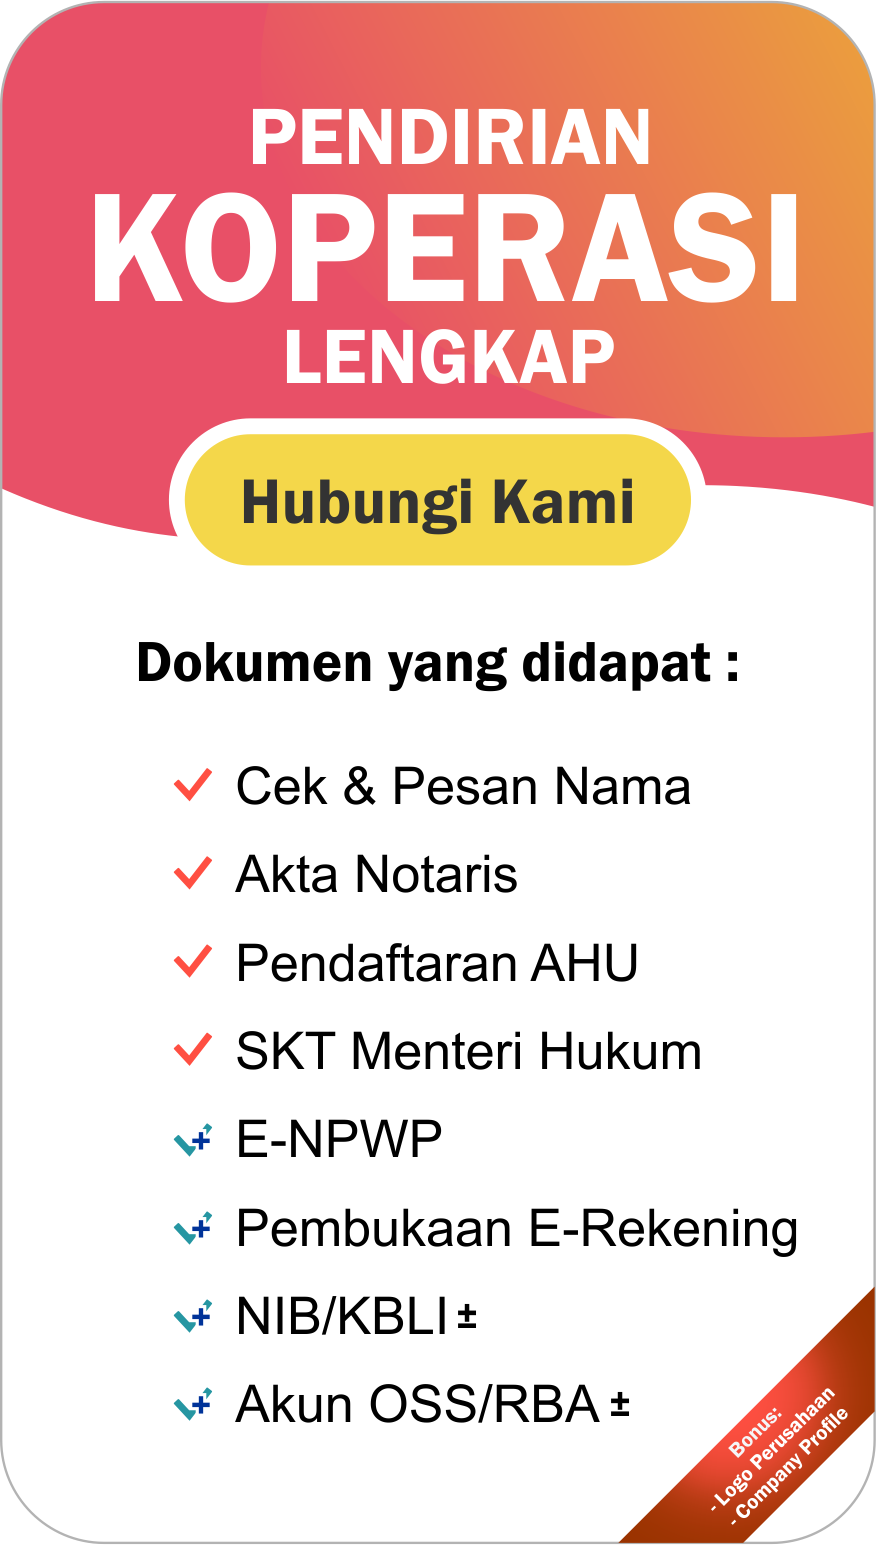 PENDIRIAN
KOPERASI
LENGKAP
Hubungi Kami
Dokumen yang didapat :
Cek & Pesan Nama
Akta Notaris
Pendaftaran AHU
SKT Menteri Hukum
E-NPWP
Pembukaan E-Rekening
NIB/KBLI ±
Akun OSS/RBA ±
Bonus:
- Logo Perusahaan
- Company Profile